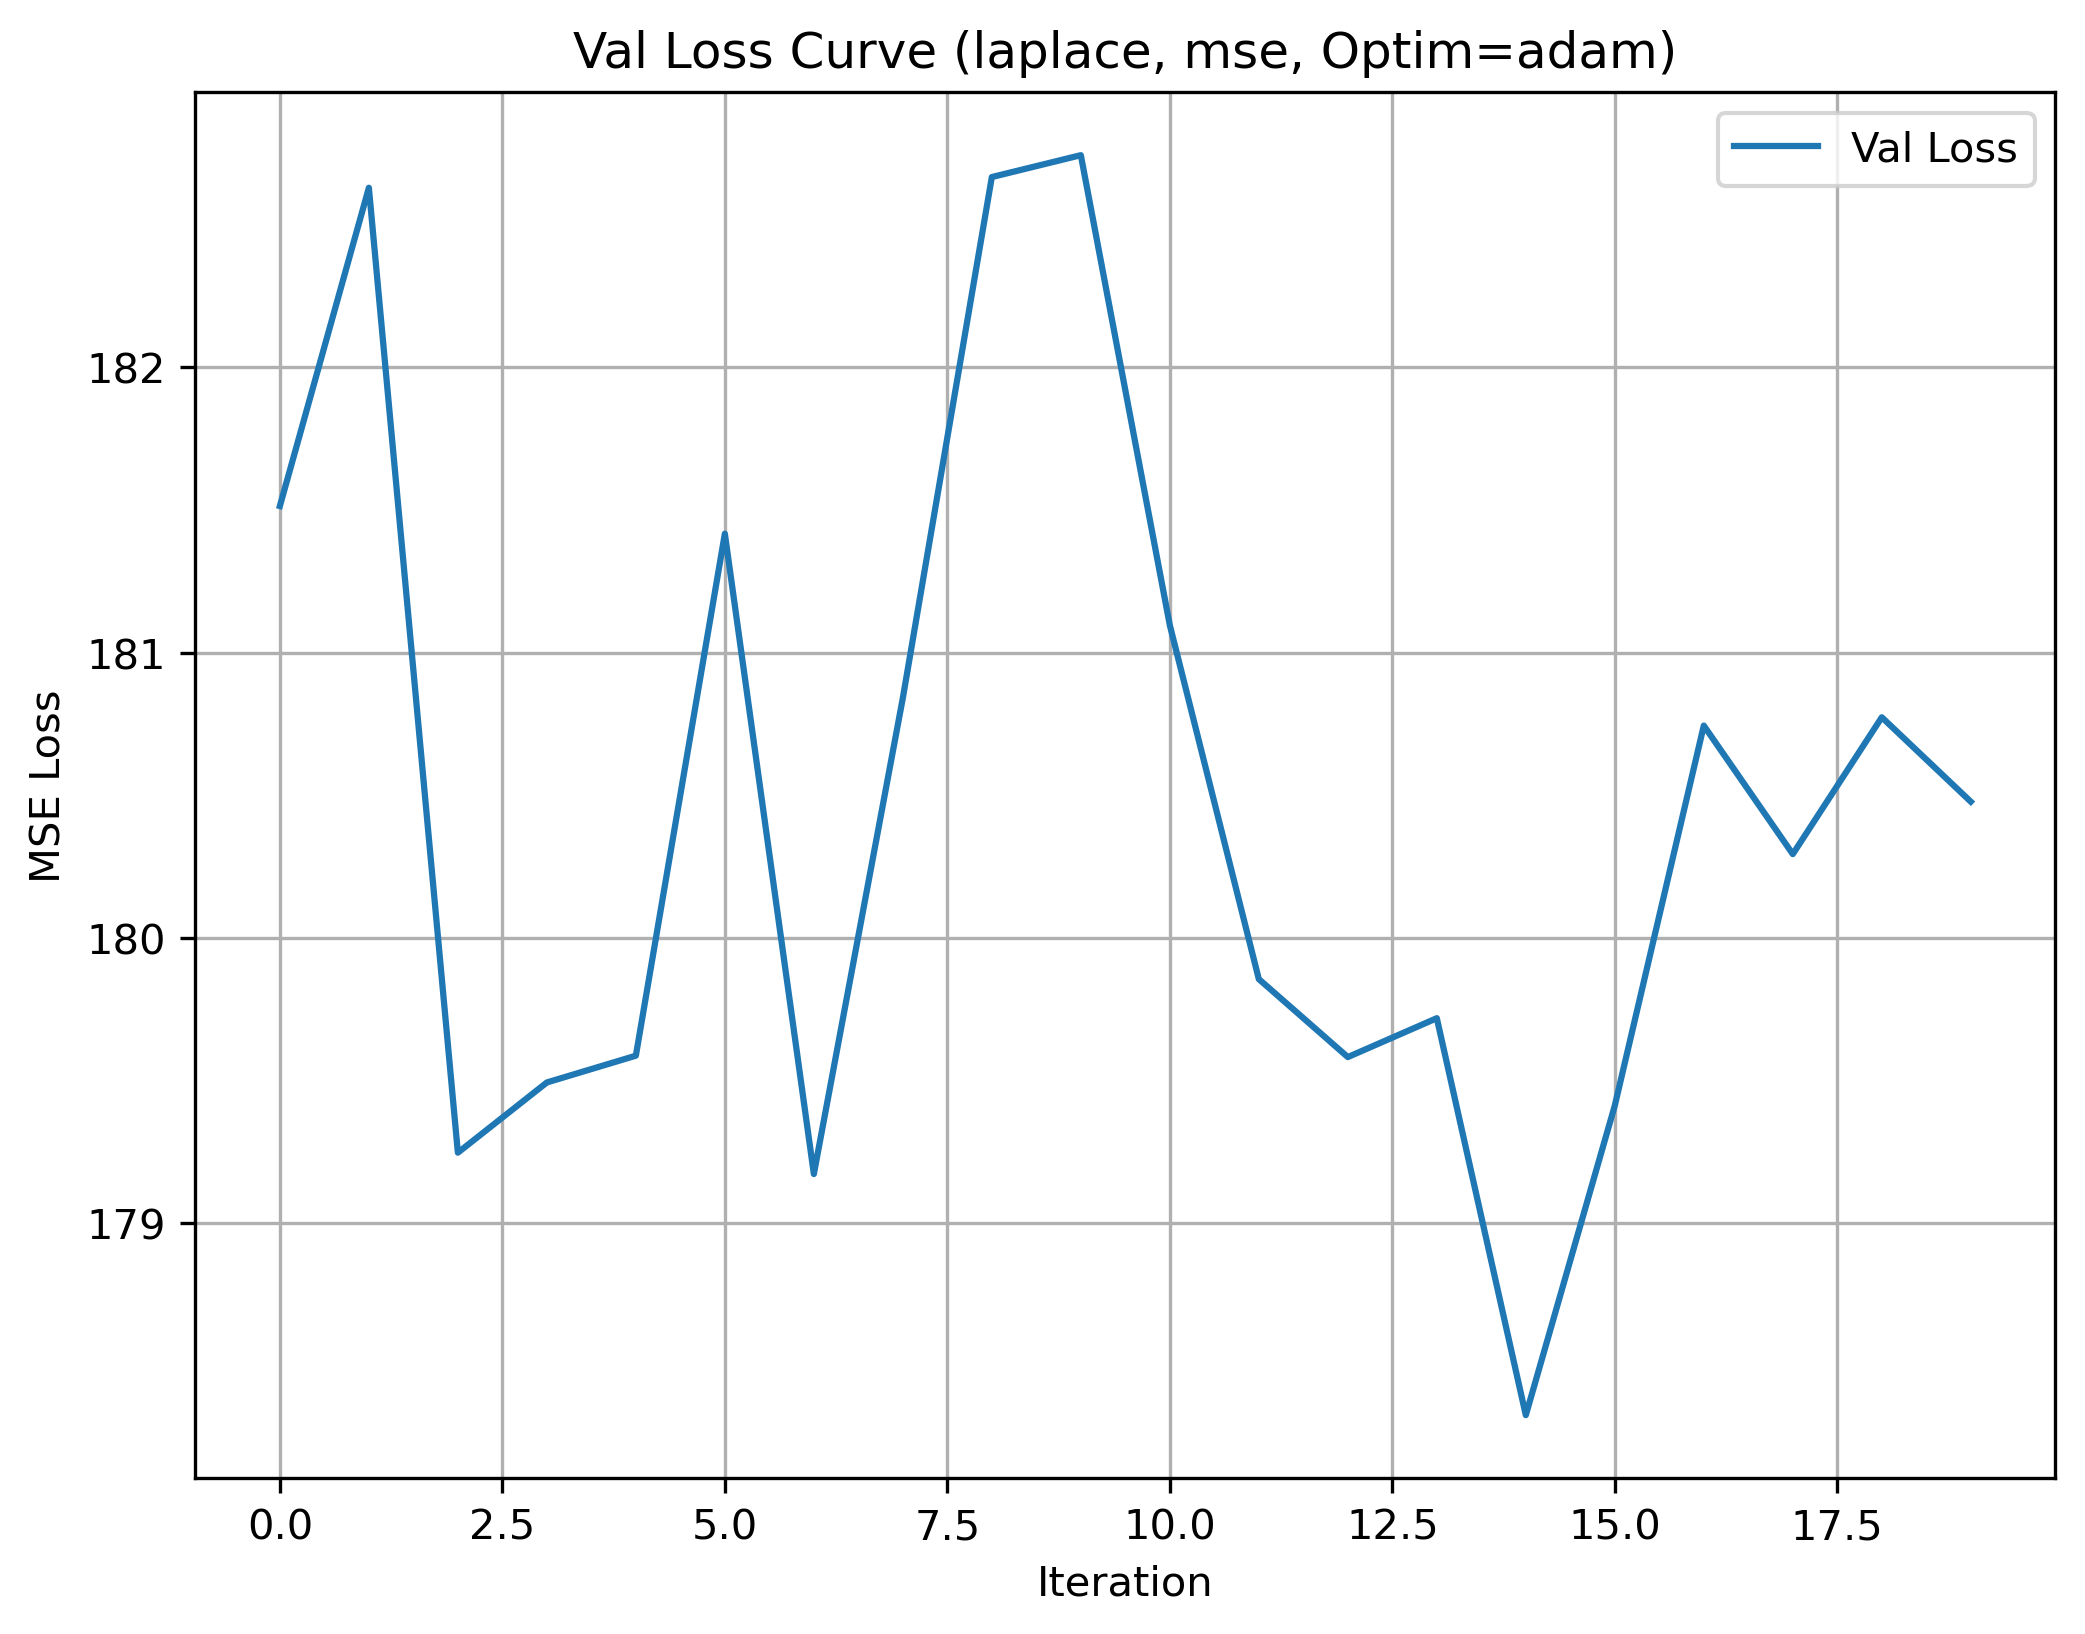 Val Loss Curve (laplace, mse, Optim=adam)
Val Loss
182
181
180
179
MSE Loss
0.0 2.5 5.0 7.5 10.0 12.5 15.0 17.5
Iteration